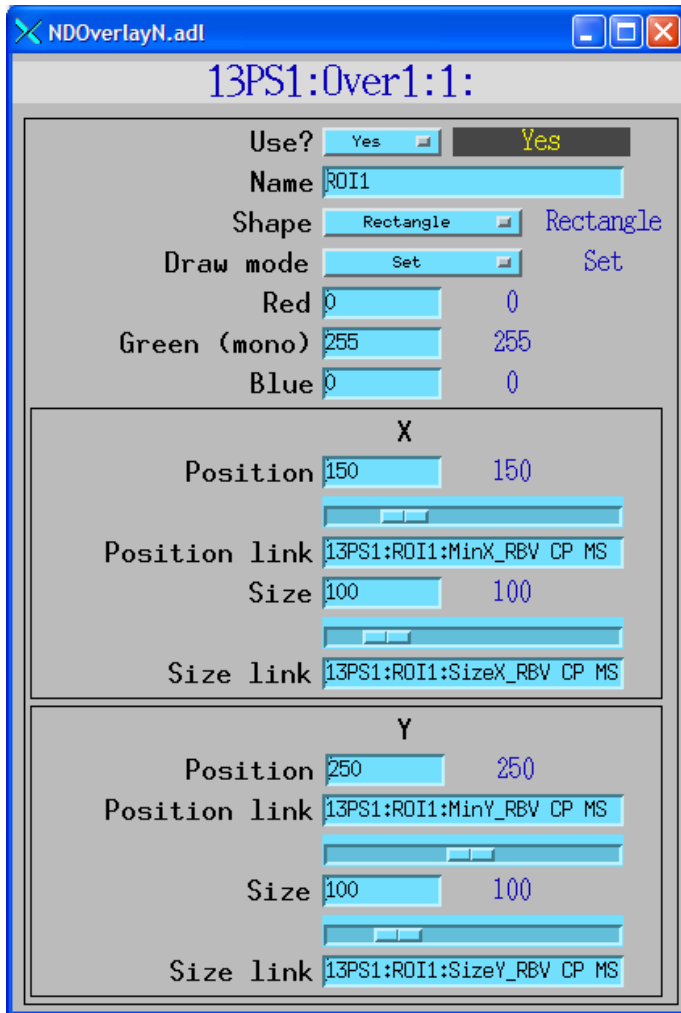 NDOverlayN.adl
13PS1:Over1:1:
Use? Yes Yes
Name ROI1
Shape Rectangle Rectangle
Draw mode Set Set
Red 0 0
Green (mono) 255 255
Blue 0 0
X
Position 150 150
Position link 13PS1:ROI1:MinX_RBV CP MS
Size 100 100
Size link 13PS1:ROI1:SizeX_RBV CP MS
Y
Position 250 250
Position link 13PS1:ROI1:MinY_RBV CP MS
Size 100 100
Size link 13PS1:ROI1:SizeY_RBV CP MS